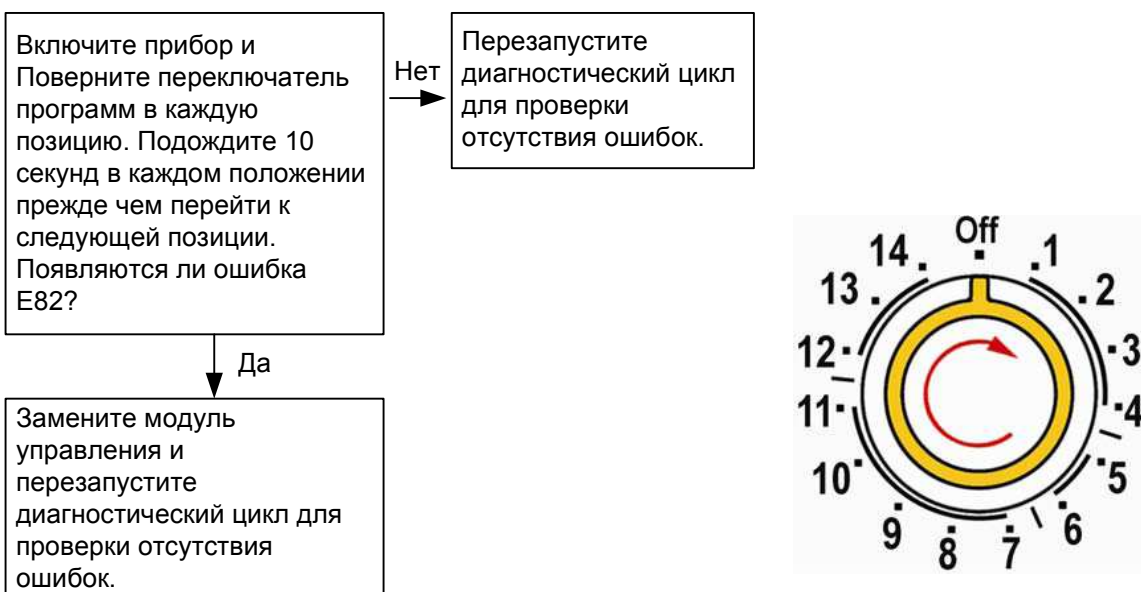 Включите прибор и
Поверните переключатель
программ в каждую
позицию. Подождите 10
секунд в каждом положении
прежде чем перейти к
следующей позиции.
Появляются ли ошибка
E82?
Нет
Перезапустите
диагностический цикл
для проверки
отсутствия ошибок.
Да
Замените модуль
управления и
перезапустите
диагностический цикл для
проверки отсутствия
ошибок.
Off
1
2
3
4
5
6
7
8
9
10
11
12
13
14